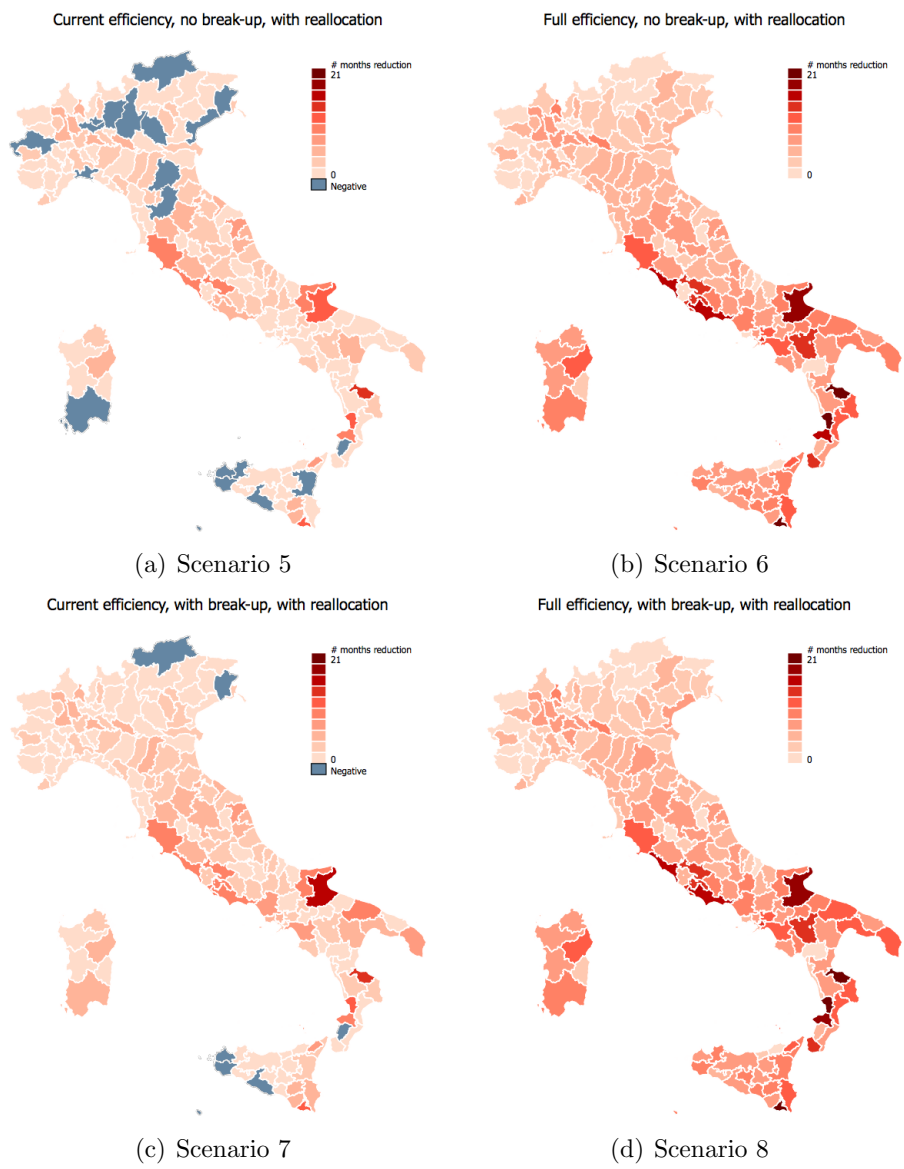 Current efficiency, no break-up, with reallocation
# months reduction
21
0
Negative
(a) Scenario 5
Full efficiency, no break-up, with reallocation
# months reduction
21
0
(b) Scenario 6
Current efficiency, with break-up, with reallocation
# months reduction
21
0
Negative
(c) Scenario 7
Full efficiency, with break-up, with reallocation
# months reduction
21
0
(d) Scenario 8